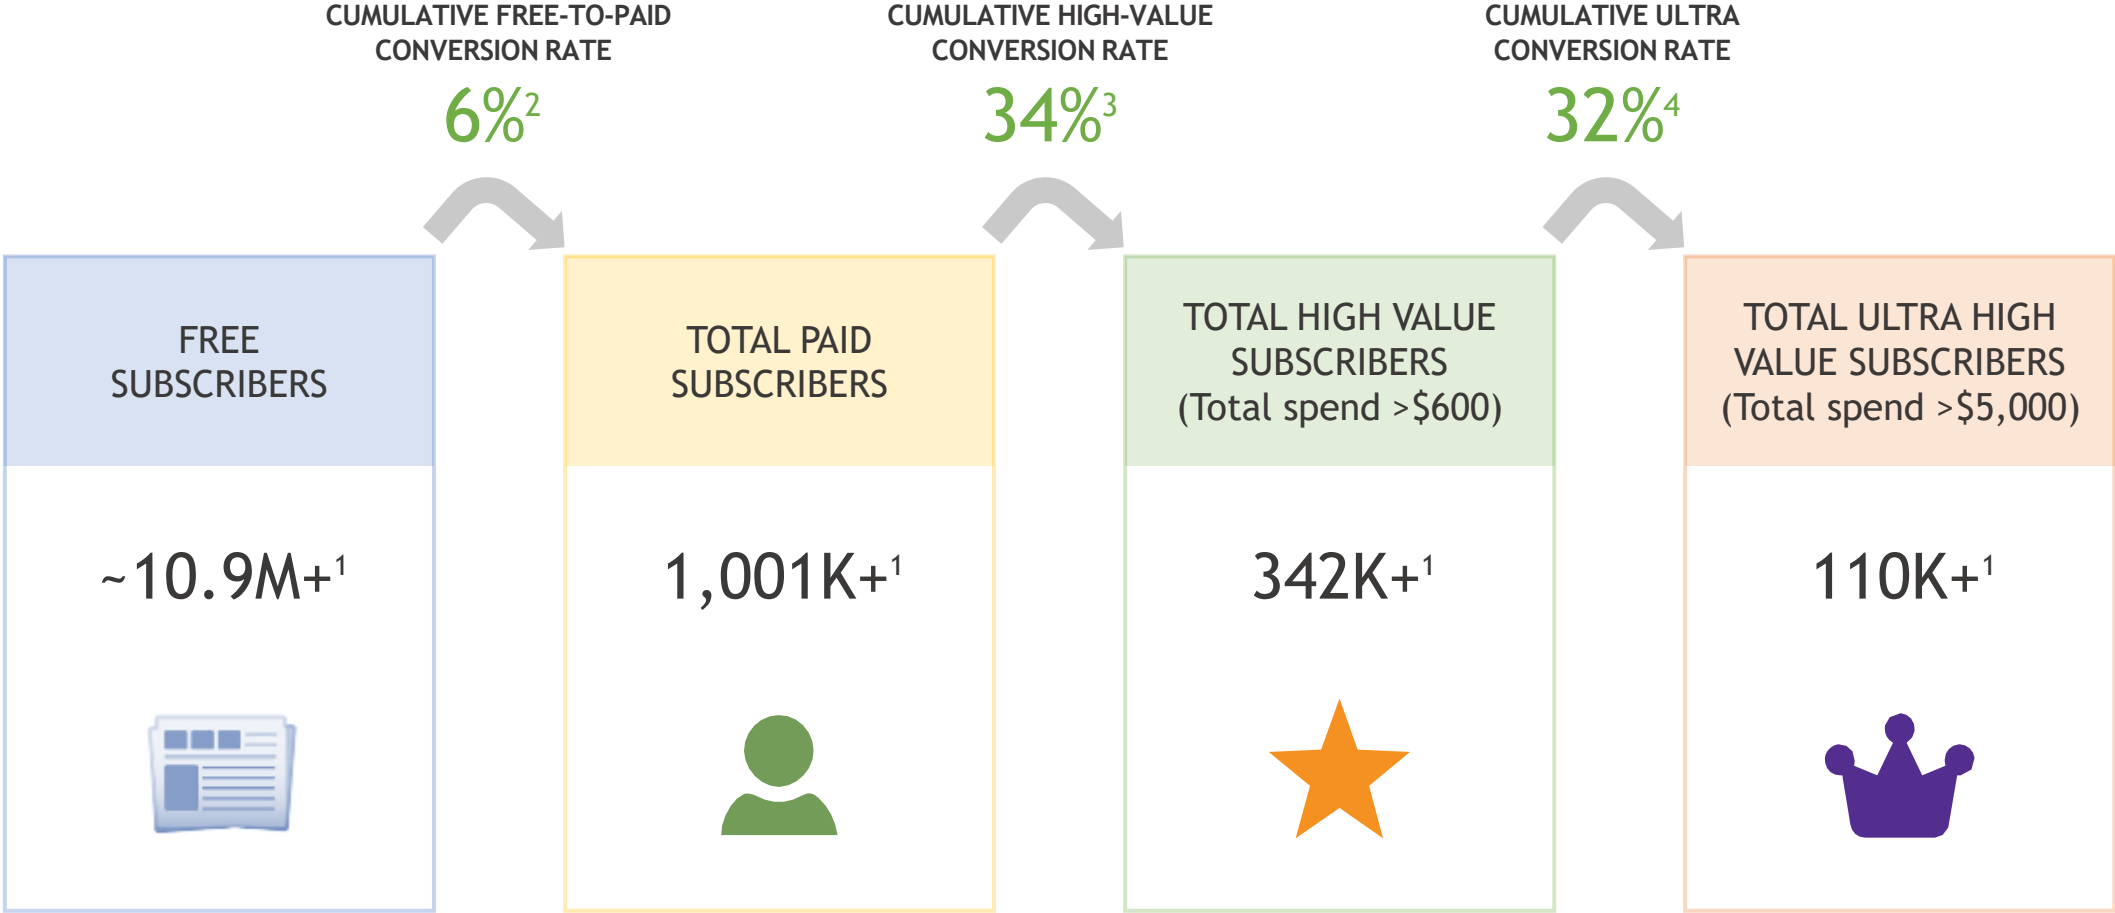 CUMULATIVE FREE-TO-PAID
CONVERSION RATE
6%²
CUMULATIVE HIGH-VALUE
CONVERSION RATE
34%³
CUMULATIVE ULTRA
CONVERSION RATE
32%⁴
FREE
SUBSCRIBERS
~10.9M+¹
TOTAL PAID
SUBSCRIBERS
1,001K+¹
TOTAL HIGH VALUE
SUBSCRIBERS
(Total spend >$600)
342K+¹
TOTAL ULTRA HIGH
VALUE SUBSCRIBERS
(Total spend >$5,000)
110K+¹